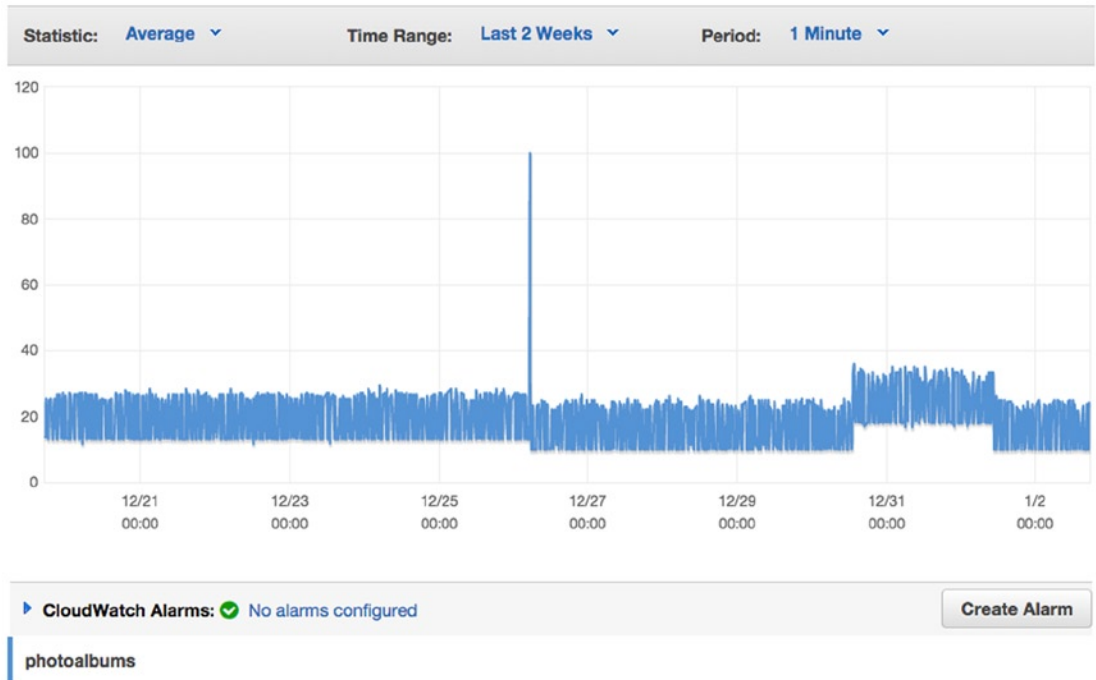 Statistic: Average Time Range: Last 2 Weeks Period: 1 Minute
120
100
80
60
40
20
0
12/21 12/23 12/25 12/27 12/29 12/31 1/2
00:00 00:00 00:00 00:00 00:00 00:00 00:00
CloudWatch Alarms: No alarms configured Create Alarm
photoalbums